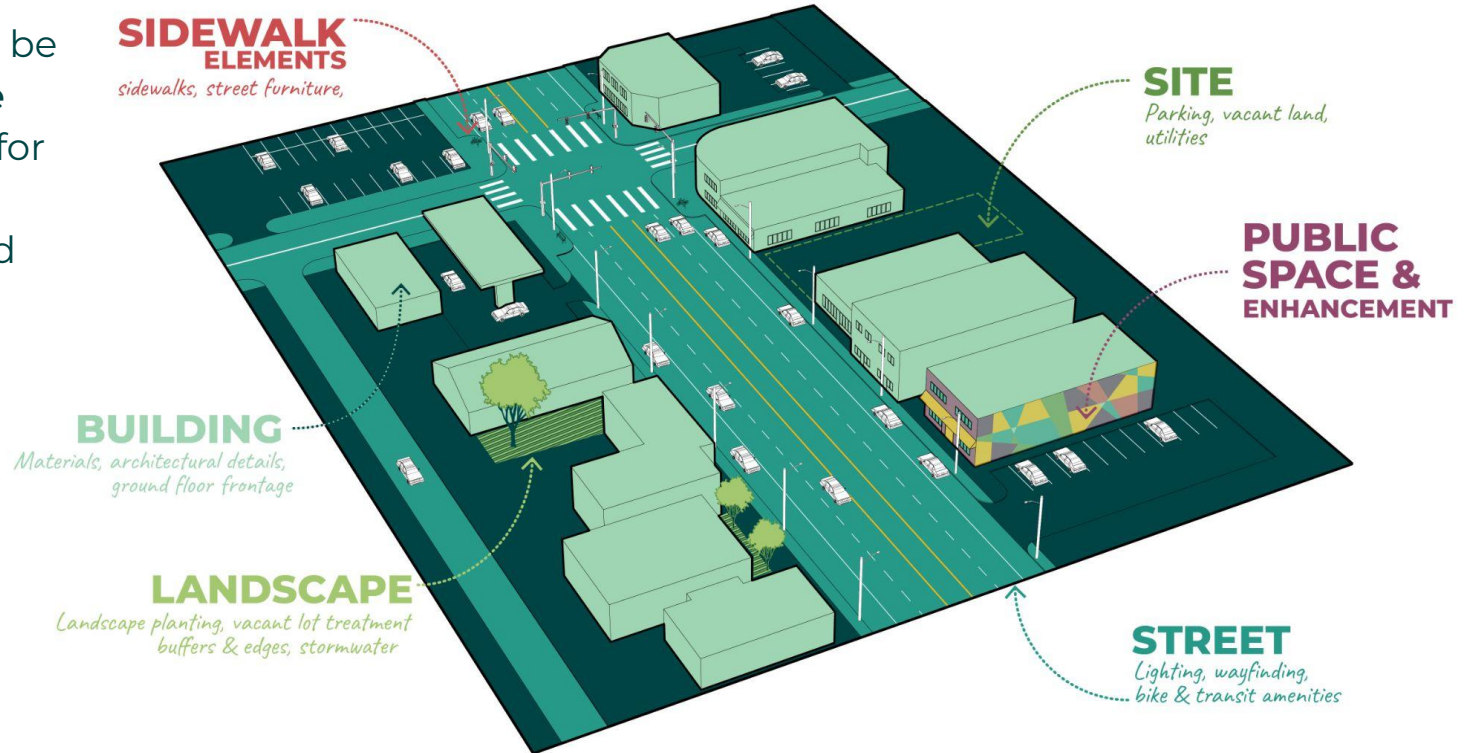 be
e
for
d
SIDEWALK
ELEMENTS
sidewalks, street furniture,
SITE
Parking, vacant land,
utilities
PUBLIC
SPACE &
ENHANCEMENT
BUILDING
Materials, architectural details,
ground floor frontage
LANDSCAPE
Landscape planting, vacant lot treatment
buffers & edges, stormwater
STREET
Lighting, wayfinding,
bike & transit amenities